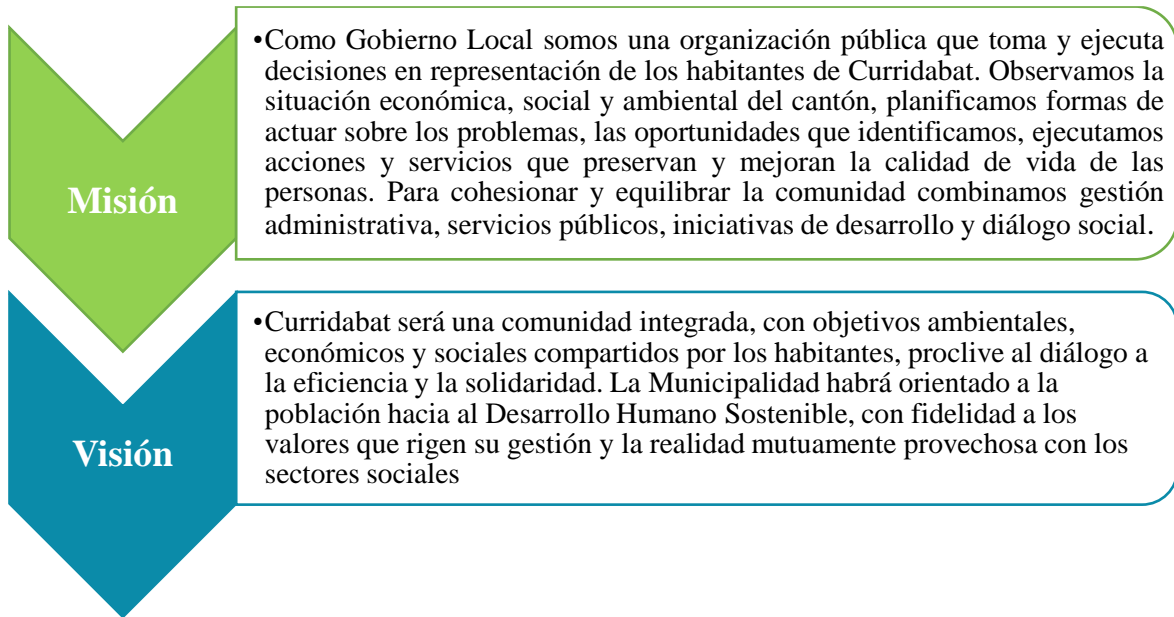 Misión
•Como Gobierno Local somos una organización pública que toma y ejecuta
decisiones en representación de los habitantes de Curridabat. Observamos la
situación económica, social y ambiental del cantón, planificamos formas de
actuar sobre los problemas, las oportunidades que identificamos, ejecutamos
acciones y servicios que preservan y mejoran la calidad de vida de las
personas. Para cohesionar y equilibrar la comunidad combinamos gestión
administrativa, servicios públicos, iniciativas de desarrollo y diálogo social.
Visión
•Curridabat será una comunidad integrada, con objetivos ambientales,
económicos y sociales compartidos por los habitantes, proclive al diálogo a
la eficiencia y la solidaridad. La Municipalidad habrá orientado a la
población hacia al Desarrollo Humano Sostenible, con fidelidad a los
valores que rigen su gestión y la realidad mutuamente provechosa con los
sectores sociales